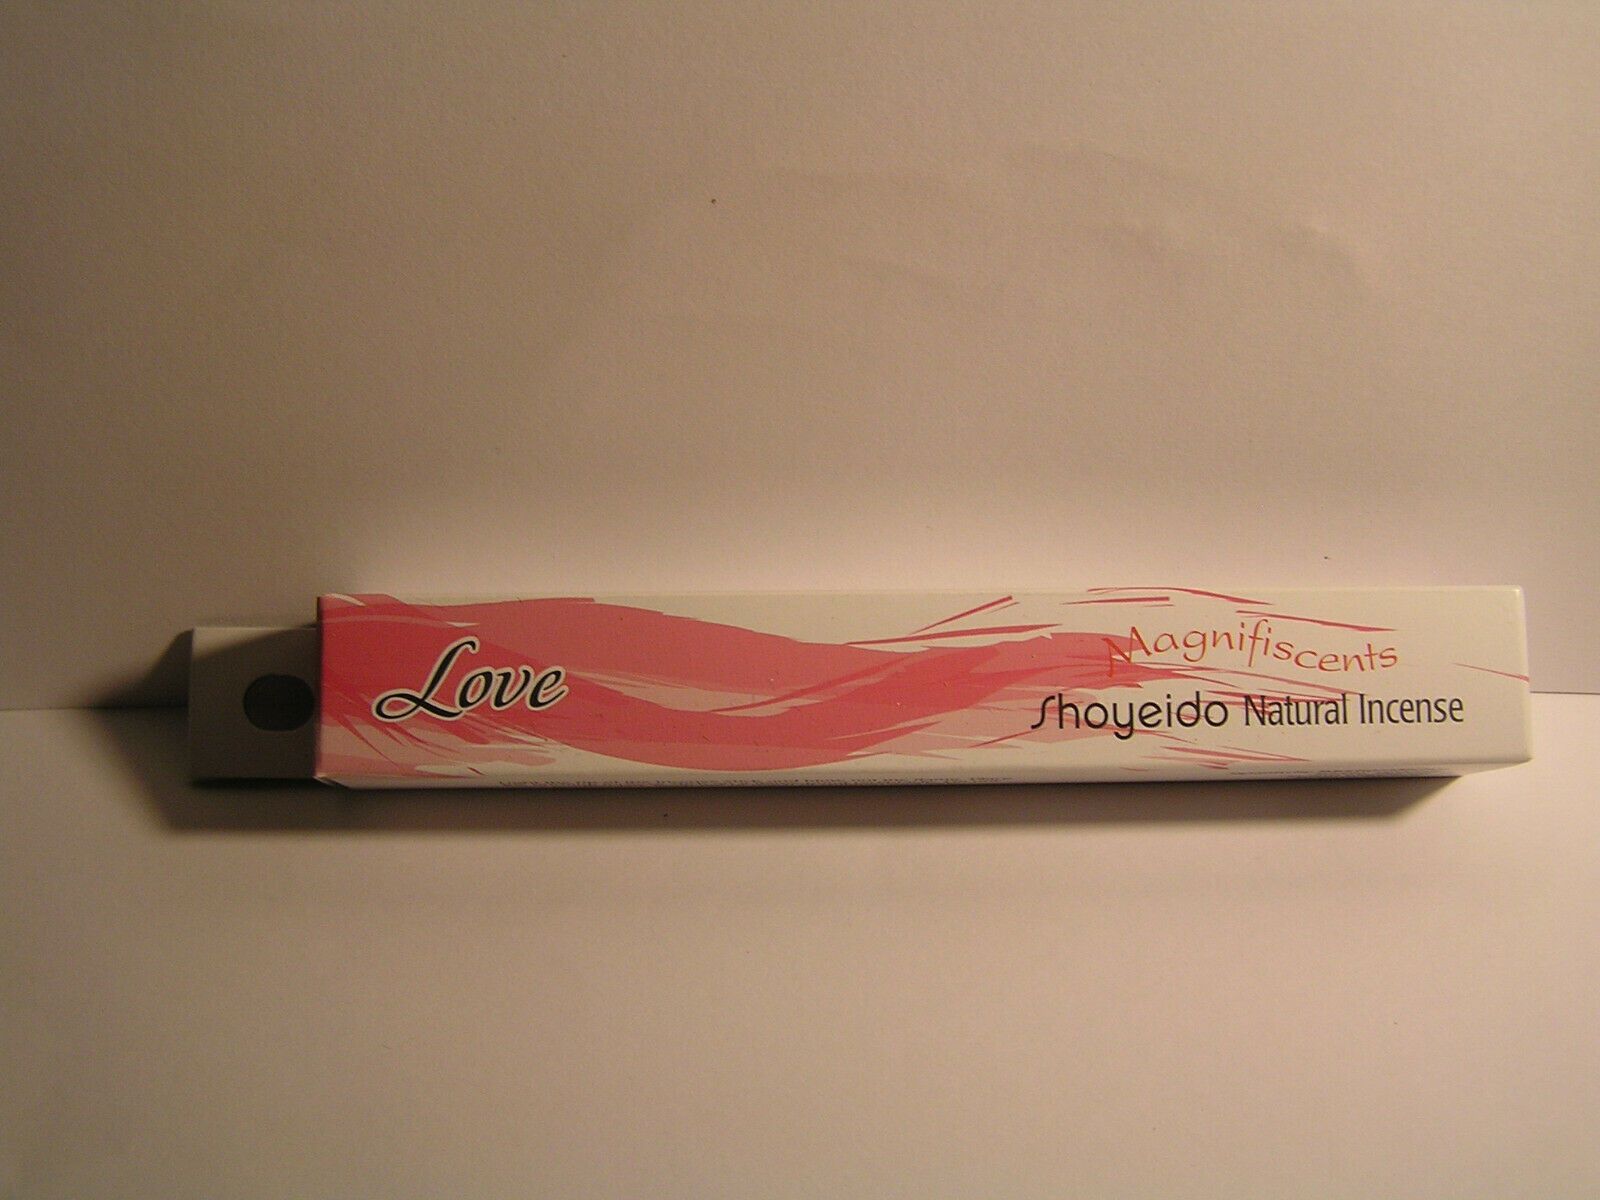 Love
Magnifiscents
Shoyeido Natural Incense